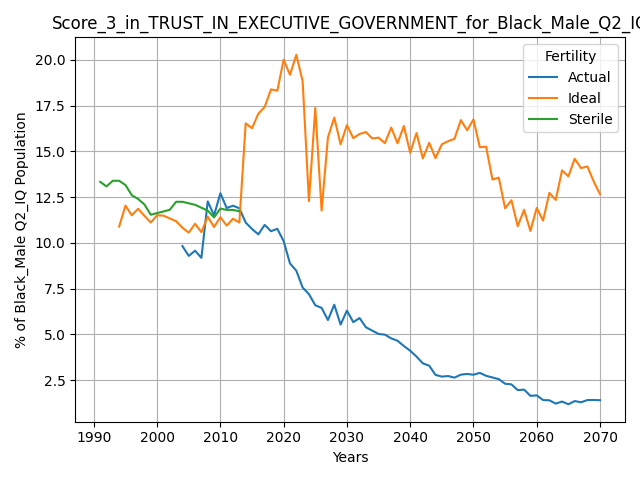 Score_3_in_TRUST_IN_EXECUTIVE_GOVERNMENT_for_Black_Male_Q2_IQ
Fertility
Actual
Ideal
Sterile
% of Black_Male Q2_IQ Population
20.0
17.5
15.0
12.5
10.0
7.5
5.0
2.5
1990 2000 2010 2020 2030 2040 2050 2060 2070
Years